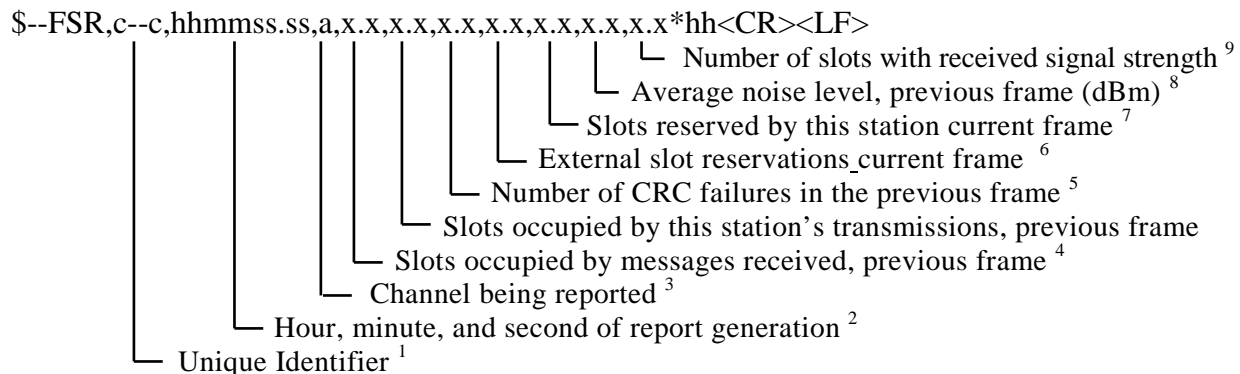 $--FSR,c--c,hhmmss.ss,a,x.x,x.x,x.x,x.x,x.x,x.x,x.x*hh<CR><LF>
Number of slots with received signal strength 9
Average noise level, previous frame (dBm) 8
Slots reserved by this station current frame 7
External slot reservations current frame 6
Number of CRC failures in the previous frame 5
Slots occupied by this station’s transmissions, previous frame
Slots occupied by messages received, previous frame 4
Channel being reported 3
Hour, minute, and second of report generation 2
Unique Identifier 1